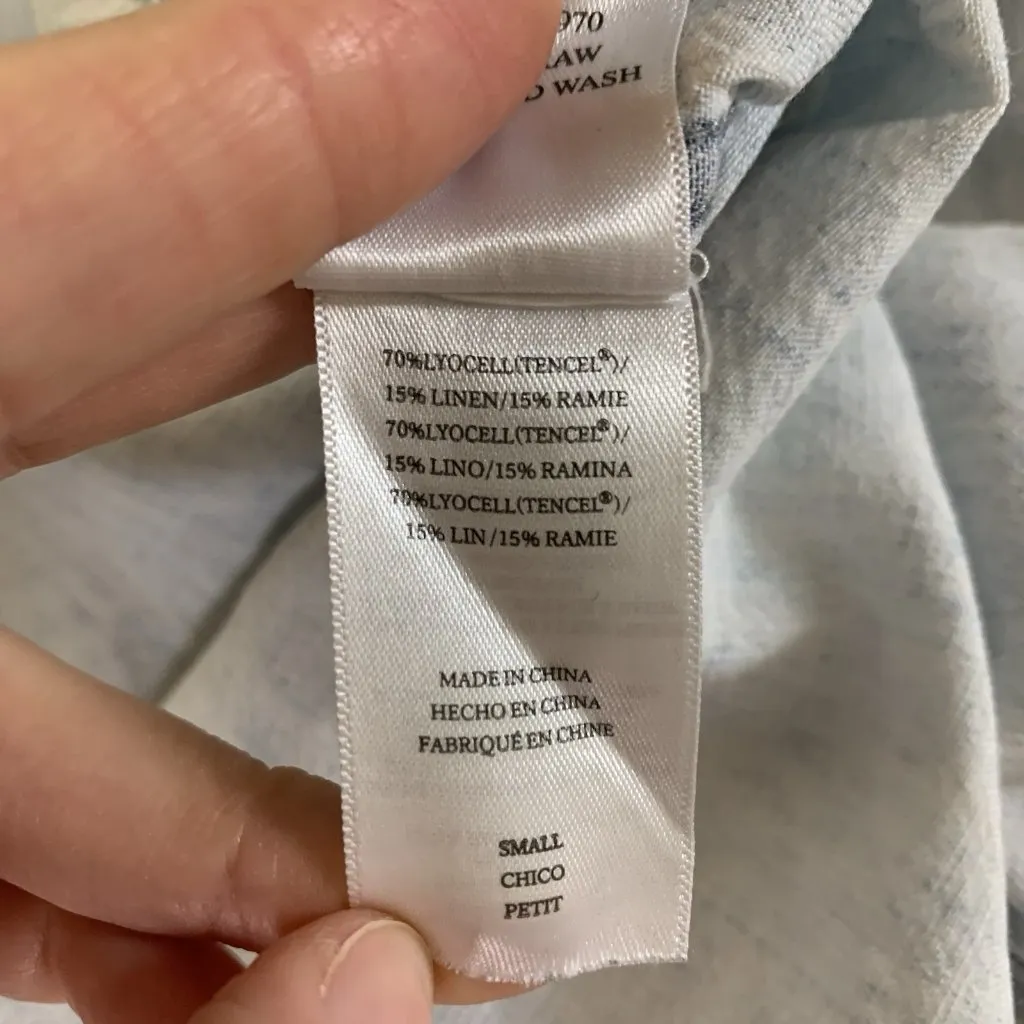 970
WASH
70%LYOCELL(TENCEL®)/
15% LINEN/15% RAMIE
70%LYOCELL(TENCEL®)/
15% LINO/15% RAMINA
70%LYOCELL(TENCEL®)/
15% LIN/15% RAMIE
MADE IN CHINA
HECHO EN CHINA
FABRIQUÉ EN CHINE
SMALL
CHICO
PETIT